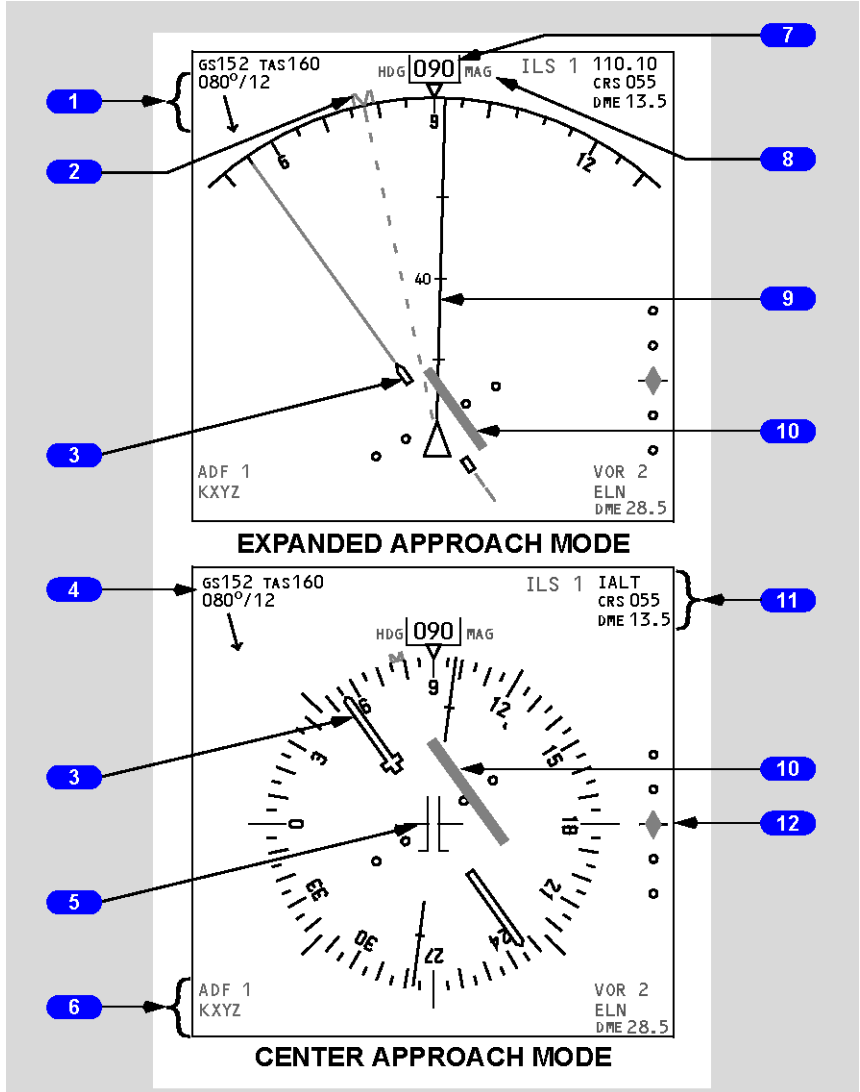 7
GS152 TAS160
080°/12
HDG 090 MAG
ILS 1 110.10
CRS 055
DME 13.5
1
2
8
6
9
12
40
9
3
10
ADF 1
KXYZ
VOR 2
ELN
DME 28.5
EXPANDED APPROACH MODE
4
GS152 TAS160
080°/12
ILS 1 IALT
CRS 055
DME 13.5
11
HDG 090 MAG
9
6
12
3
15
3
10
0
18
12
5
33
21
30
24
27
6
ADF 1
KXYZ
VOR 2
ELN
DME 28.5
CENTER APPROACH MODE